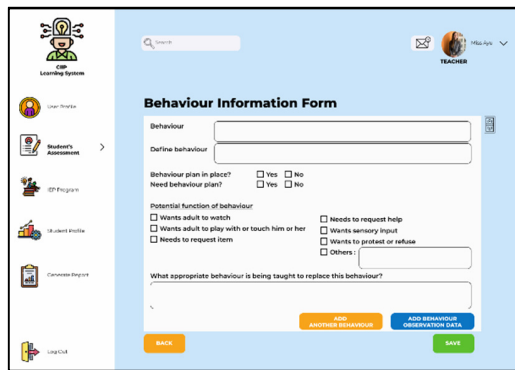 CHP
Learning System
User Profile
Student's
Assessment
IEP Program
Student Profile
Generate Report
Log Out
Search
Miss Aya
TEACHER
Behaviour Information Form
Behaviour
Define behaviour
Behaviour plan in place? Yes No
Need behaviour plan? Yes No
Potential function of behaviour
Wants adult to watch
Wants adult to play with or touch him or her
Needs to request item
Needs to request help
Wants sensory input
Wants to protest or refuse
Others :
What appropriate behaviour is being taught to replace this behaviour?
ADD
ANOTHER BEHAVIOUR
ADD BEHAVIOUR
OBSERVATION DATA
BACK
SAVE